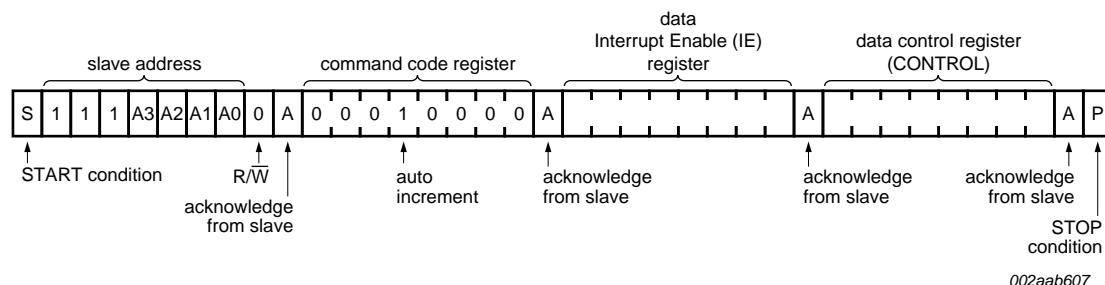 data
Interrupt Enable (IE)
register
data control register
(CONTROL)
slave address
command code register
S 1 1 1 A3 A2 A1 A0 0 A 0 0 0 1 0 0 0 0 A A A P
START condition
R/W̅
acknowledge
from slave
auto
increment
acknowledge
from slave
acknowledge
from slave
acknowledge
from slave
STOP
condition
002aab607